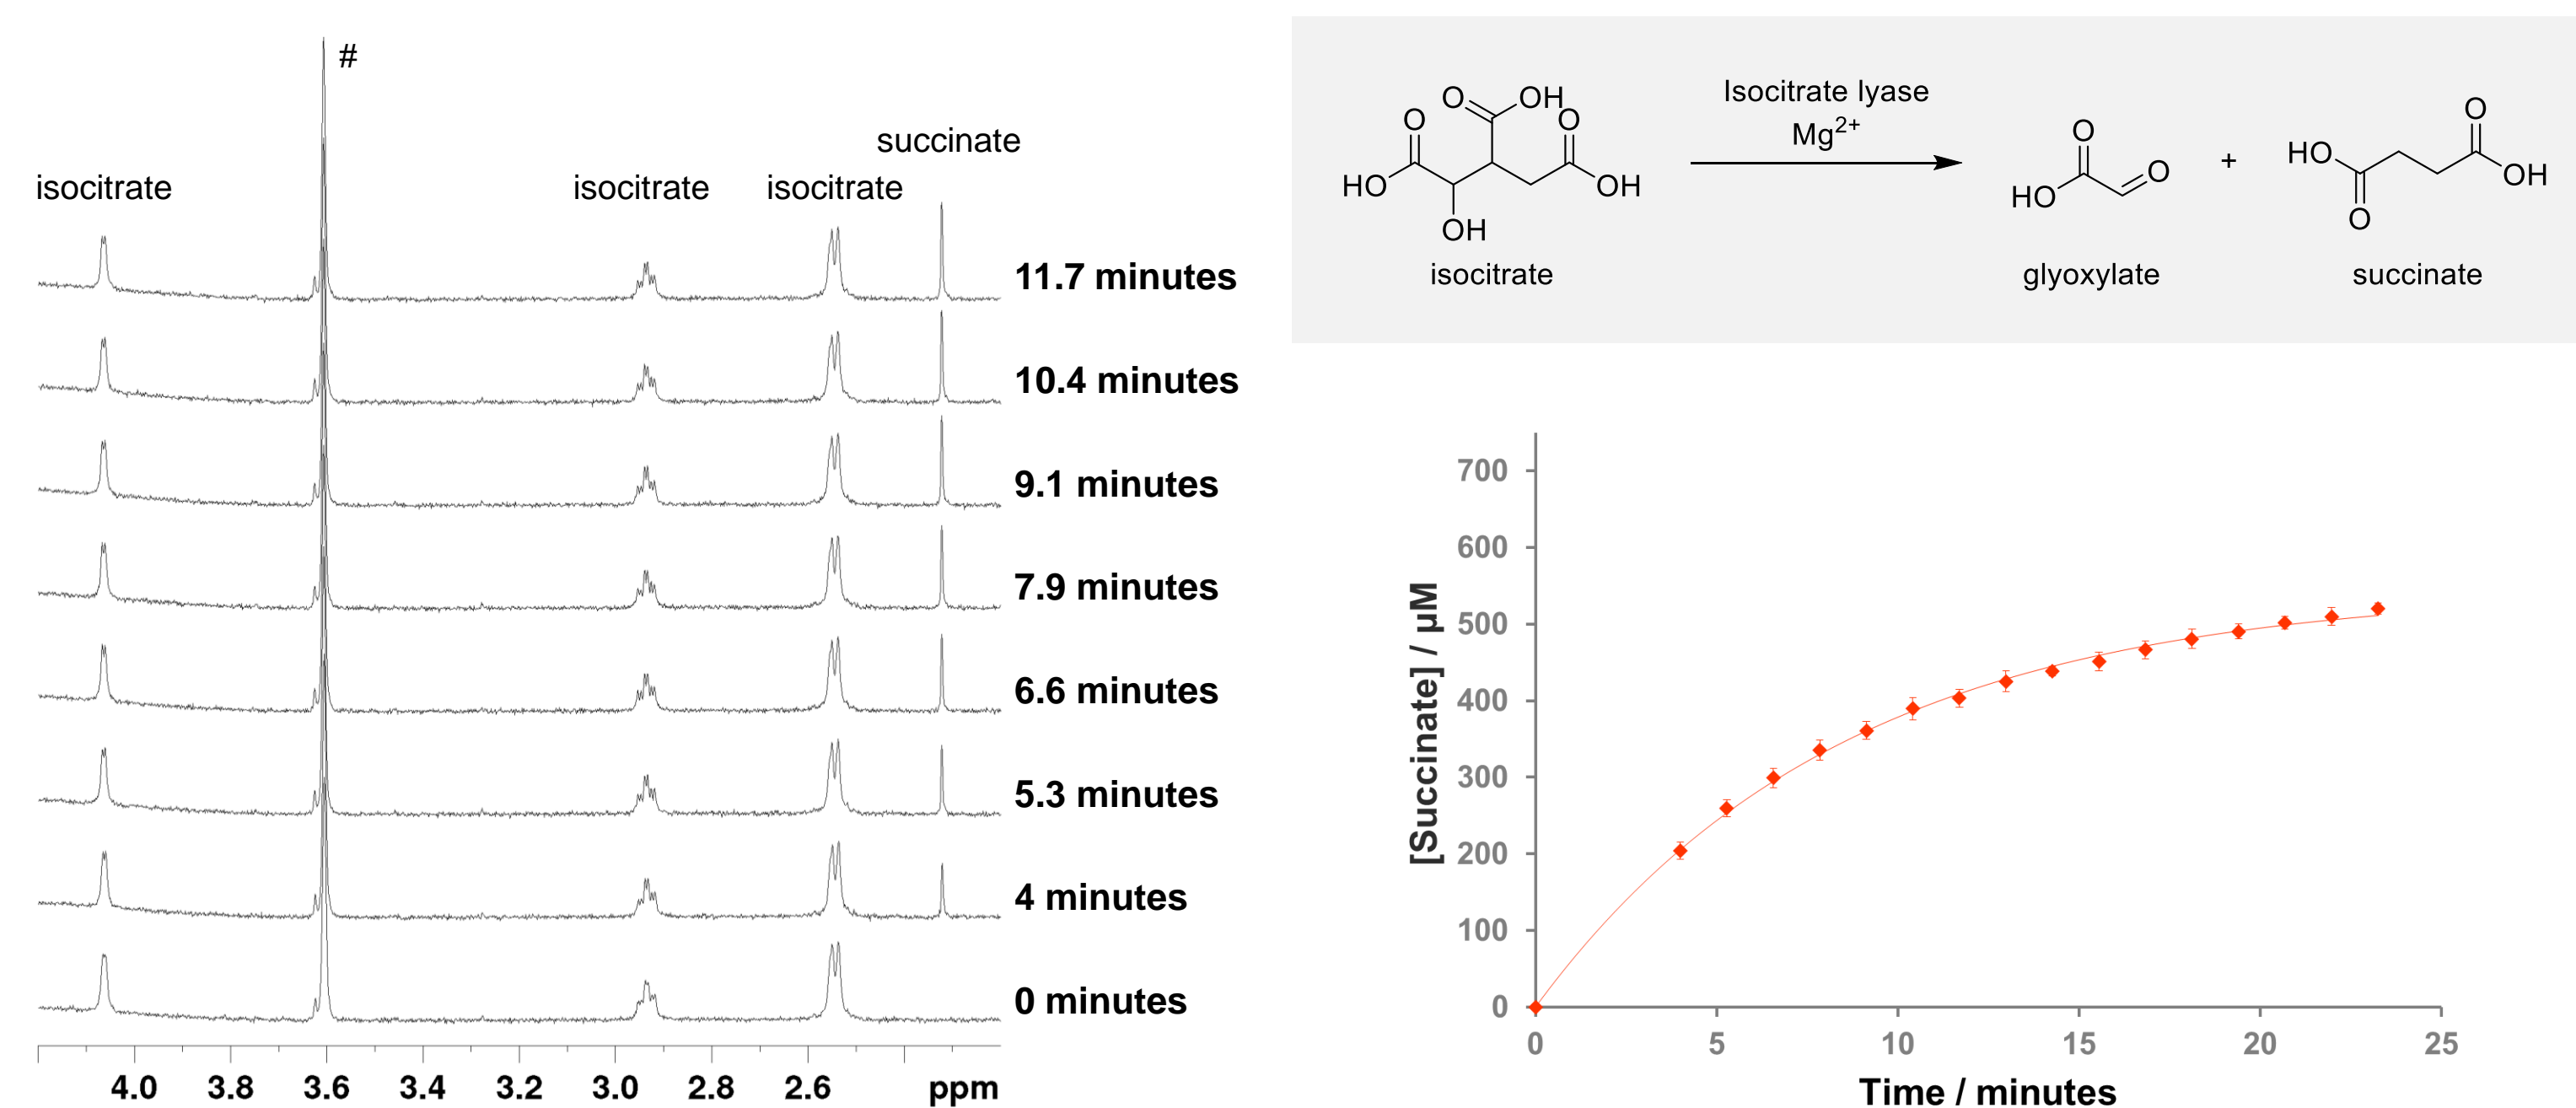 #
succinate
isocitrate
isocitrate
isocitrate
11.7 minutes
10.4 minutes
9.1 minutes
7.9 minutes
6.6 minutes
5.3 minutes
4 minutes
0 minutes
4.0 3.8 3.6 3.4 3.2 3.0 2.8 2.6 ppm
Isocitrate lyase
Mg2+
O OH O
O
HO OH
OH
isocitrate
O
O
HO
glyoxylate
+
O
HO
OH
O
succinate
700
600
500
400
300
200
100
0
[Succinate] / µM
0 5 10 15 20 25
Time / minutes